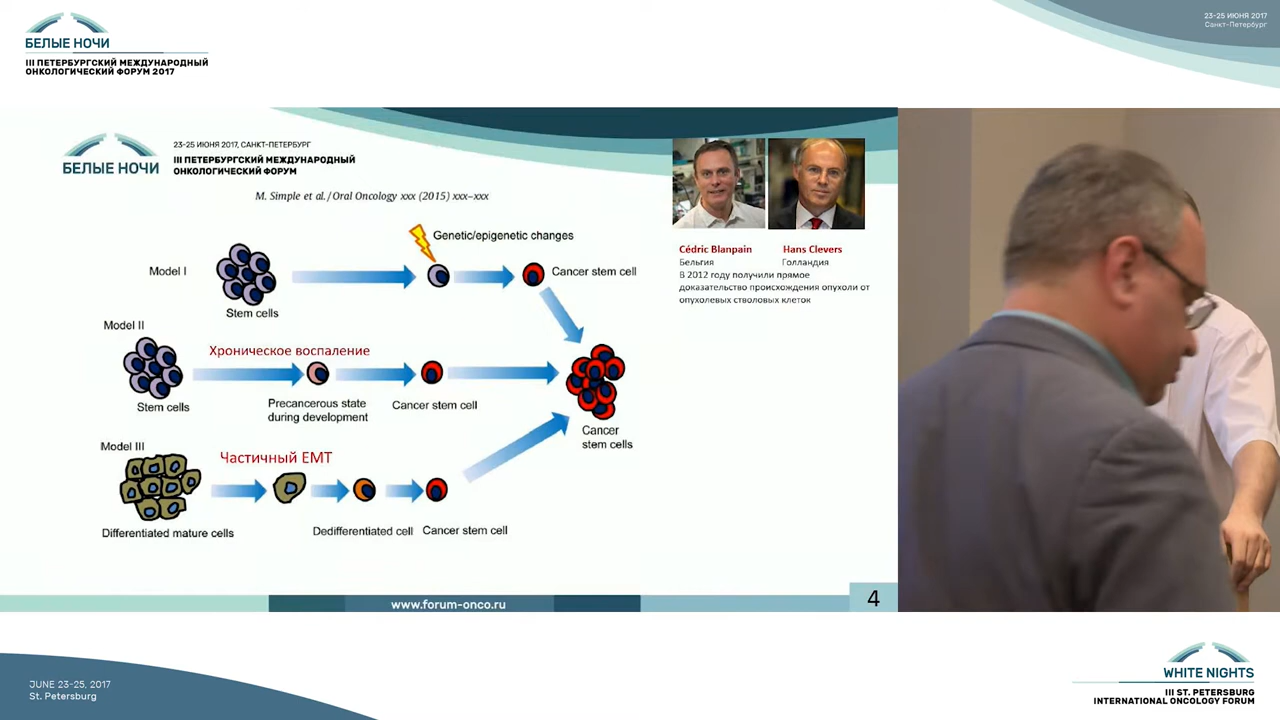 БЕЛЫЕ НОЧИ
III ПЕТЕРБУРГСКИЙ МЕЖДУНАРОДНЫЙ
ОНКОЛОГИЧЕСКИЙ ФОРУМ 2017
23-25 ИЮНЯ 2017
Санкт-Петербург
БЕЛЫЕ НОЧИ
23-25 ИЮНЯ 2017, САНКТ-ПЕТЕРБУРГ
III ПЕТЕРБУРГСКИЙ МЕЖДУНАРОДНЫЙ
ОНКОЛОГИЧЕСКИЙ ФОРУМ
M. Simple et al. / Oral Oncology xxx (2015) xxx–xxx
Genetic/epigenetic changes
Model I
Cancer stem cell
Stem cells
Model II
Хроническое воспаление
Stem cells
Precancerous state
during development
Cancer stem cell
Cancer
stem cells
Model III
Частичный ЕМТ
Differentiated mature cells
Dedifferentiated cell
Cancer stem cell
Cédric Blanpain
Hans Clevers
Бельгия
Голландия
В 2012 году получили прямое
доказательство происхождения опухоли от
опухолевых стволовых клеток
www.forum-onco.ru
4
JUNE 23-25, 2017
St. Petersburg
WHITE NIGHTS
III ST. PETERSBURG
INTERNATIONAL ONCOLOGY FORUM